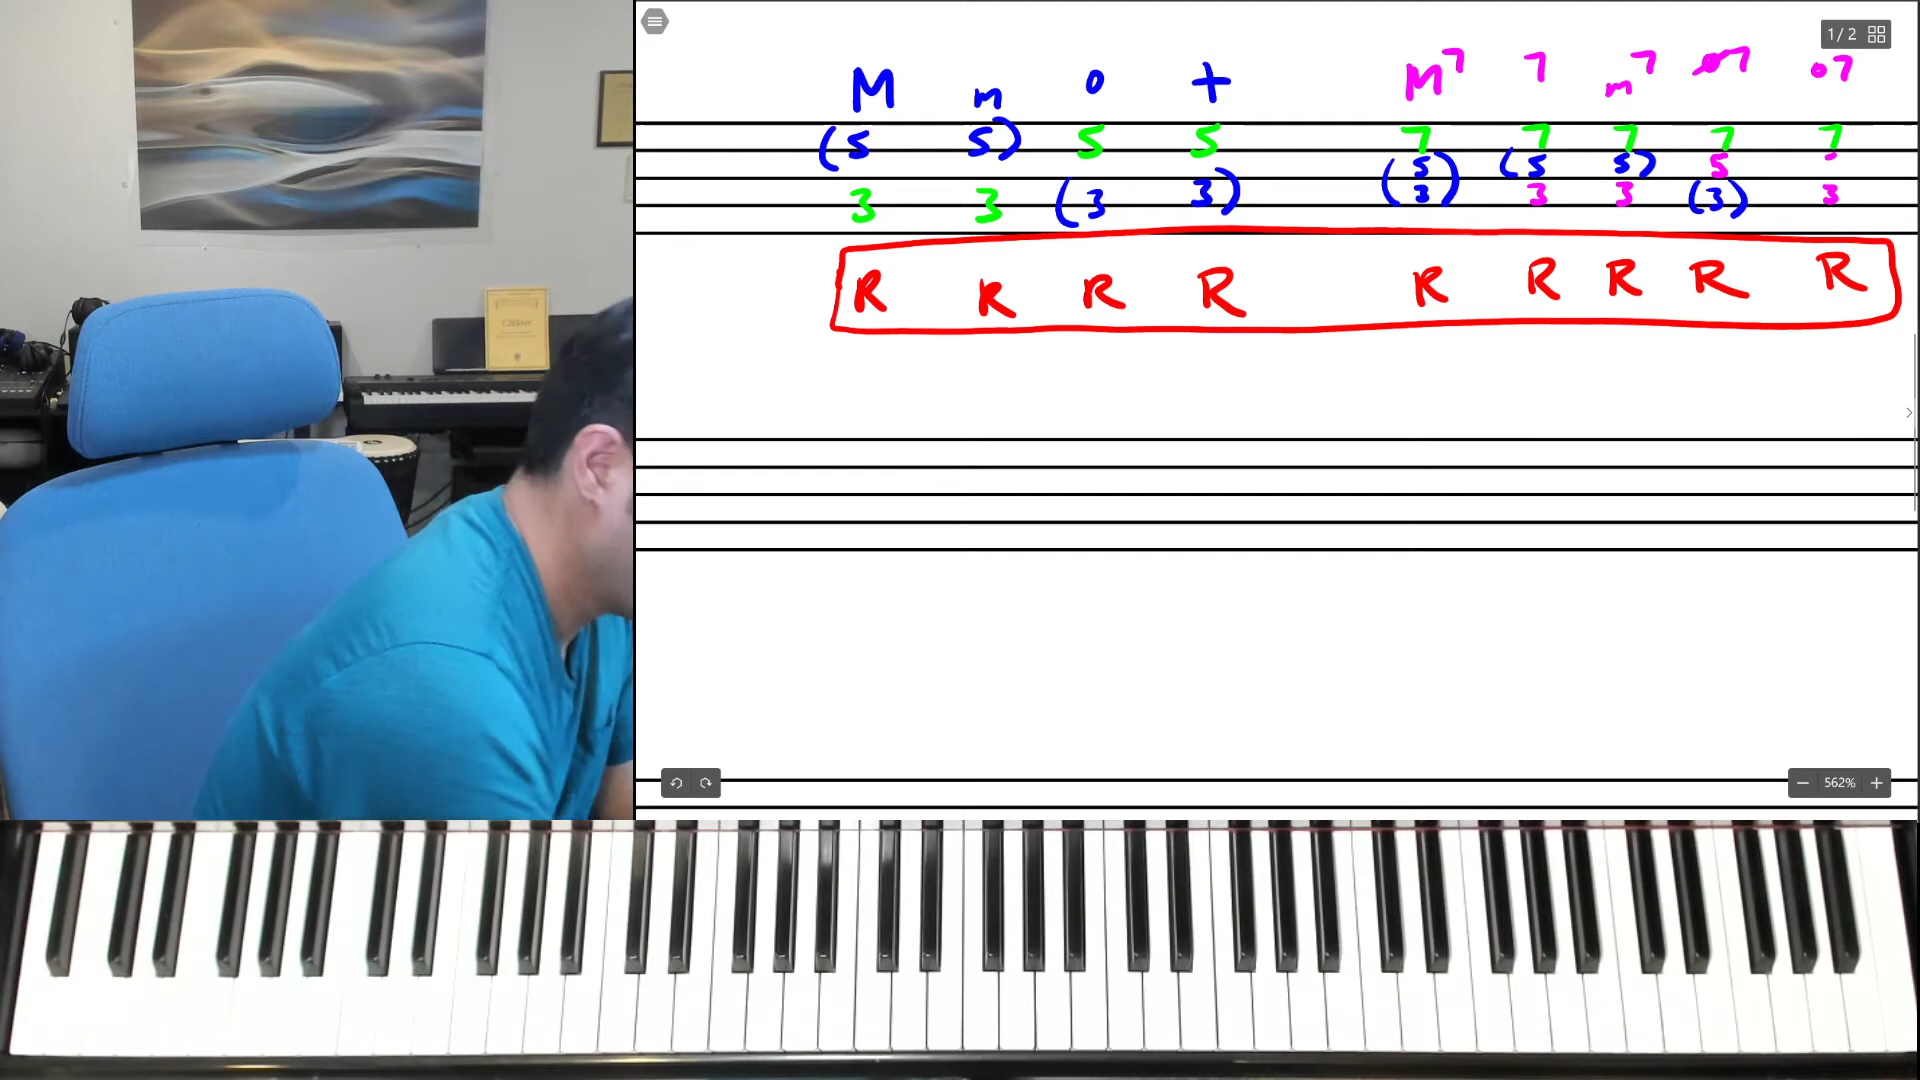 1 / 2
M m o + M7 7 m7 ø7 o7
(5 5) 5 5 7 7 7 7 7
(5) (5 5) 5
3 3 (3 3) (3) 3 3 (3) 3
R R R R R R R R R
CZERNY
562%